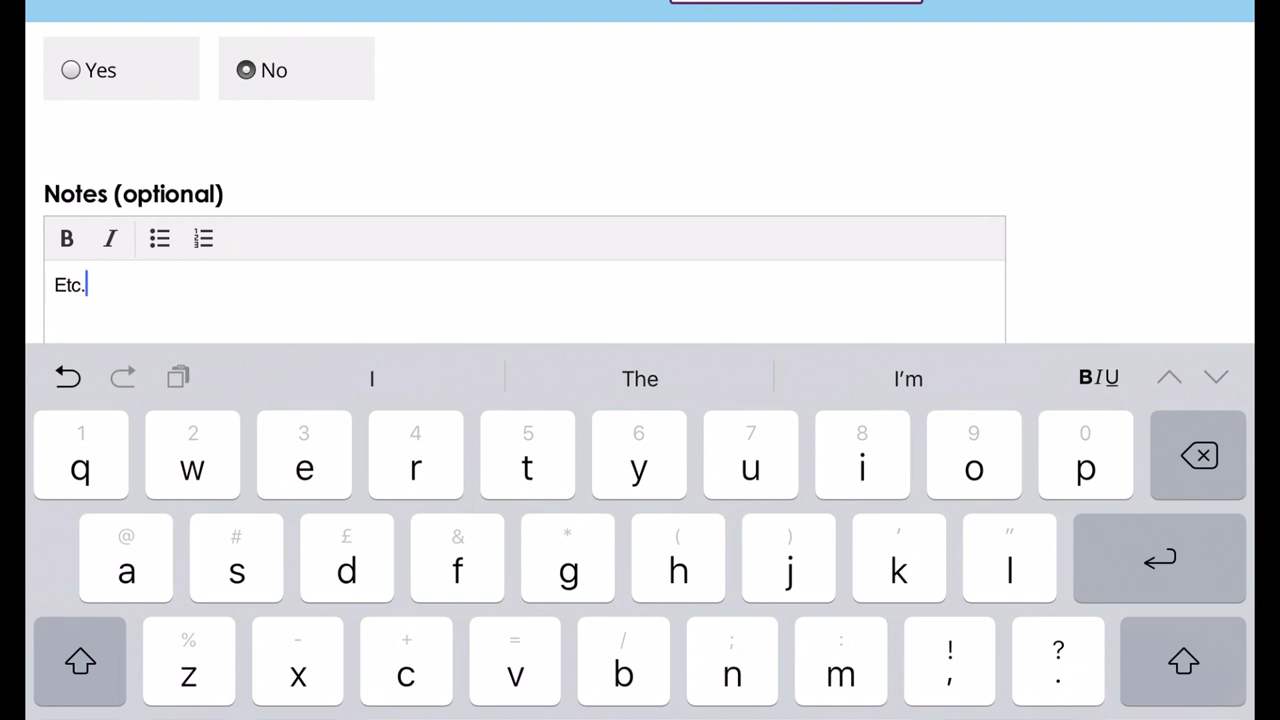 Yes No
Notes (optional)
B I
Etc.
I The I’m BIU
1 2 3 4 5 6 7 8 9 0
q w e r t y u i o p
@ # £ & * ( ) ’ ”
a s d f g h j k l
% - + = / ; : ! ?
z x c v b n m , .